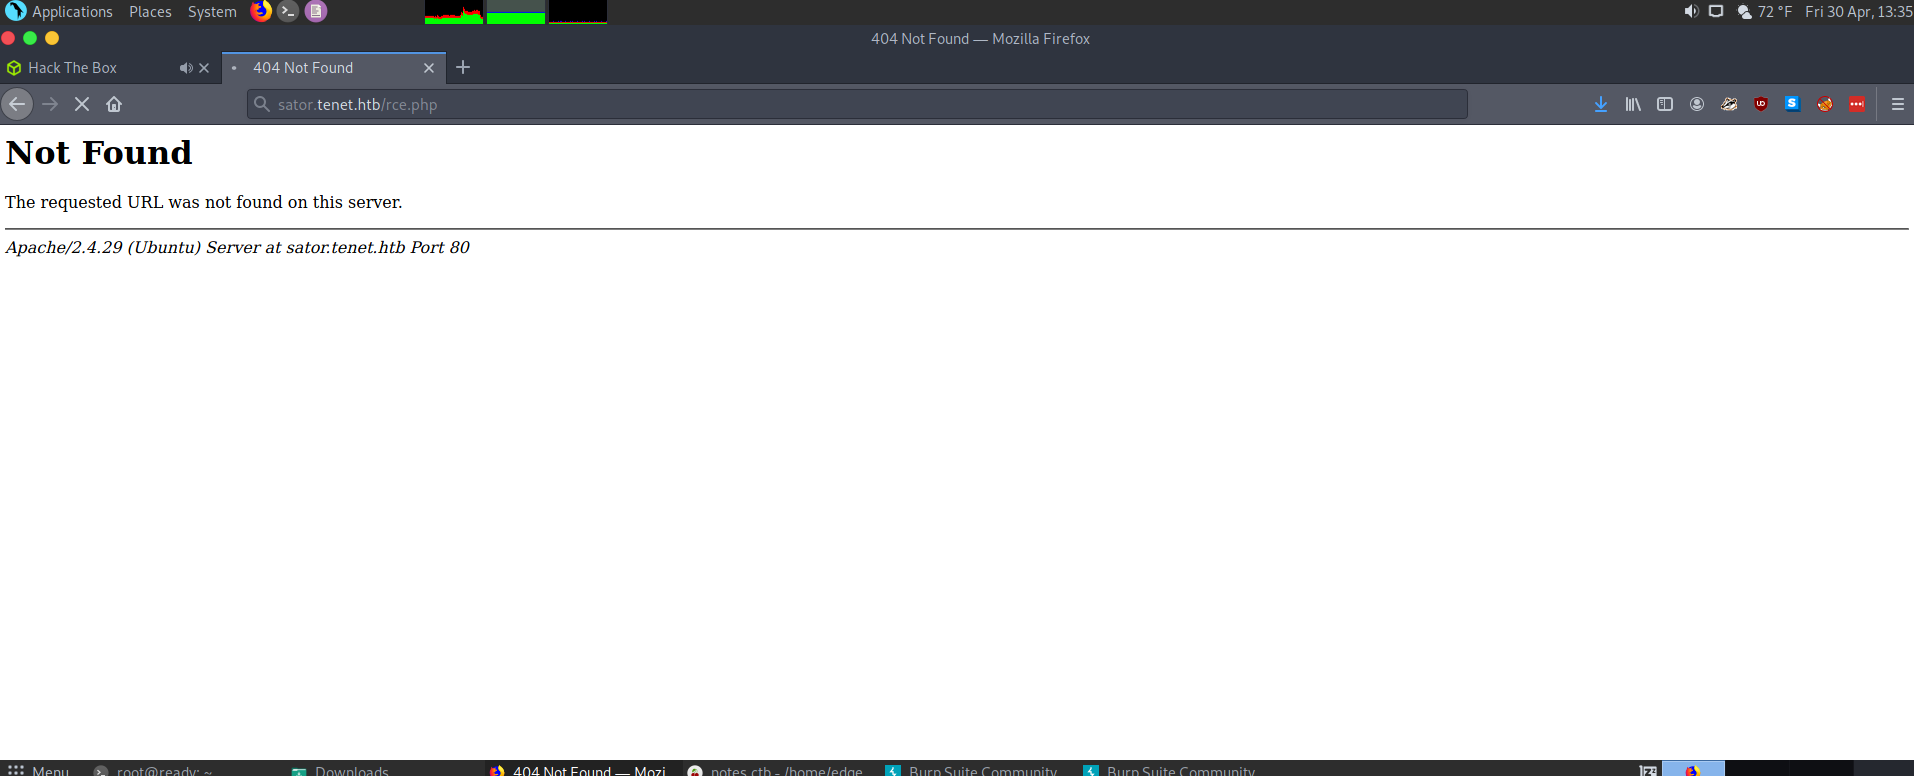 Applications Places System 72 °F Fri 30 Apr, 13:35
404 Not Found — Mozilla Firefox
Hack The Box 404 Not Found
sator.tenet.htb/rce.php
Not Found
The requested URL was not found on this server.
Apache/2.4.29 (Ubuntu) Server at sator.tenet.htb Port 80
Menu root@ready: ~ Downloads 404 Not Found — Mozi notes.ctb - /home/edge Burp Suite Community Burp Suite Community